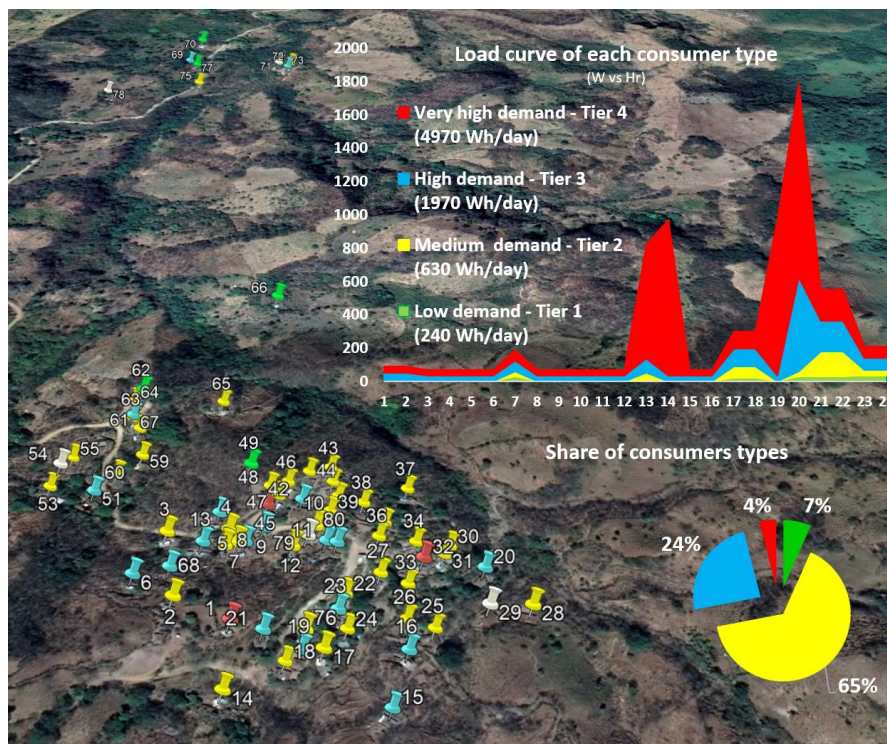 70
69
77
75
78
72
71
73
2000
1800
1600
1400
1200
1000
800
600
400
200
0
Load curve of each consumer type
(W vs Hr)
Very high demand - Tier 4
(4970 Wh/day)
High demand - Tier 3
(1970 Wh/day)
Medium demand - Tier 2
(630 Wh/day)
Low demand - Tier 1
(240 Wh/day)
1 2 3 4 5 6 7 8 9 10 11 12 13 14 15 16 17 18 19 20 21 22 23
66
62
63 64
61 67
65
54 55
60 59
53 51
49
48 46 43
44
42
47 10 38 37
39
3 4
13 45 11 80 36 34
5 8 9 79 30
7 12 27 32
31 20
6 68 33
2 23 22 26
29 28
1 21 76 24 25
19 16
18 17
14 15
Share of consumers types
4% 7%
24%
65%